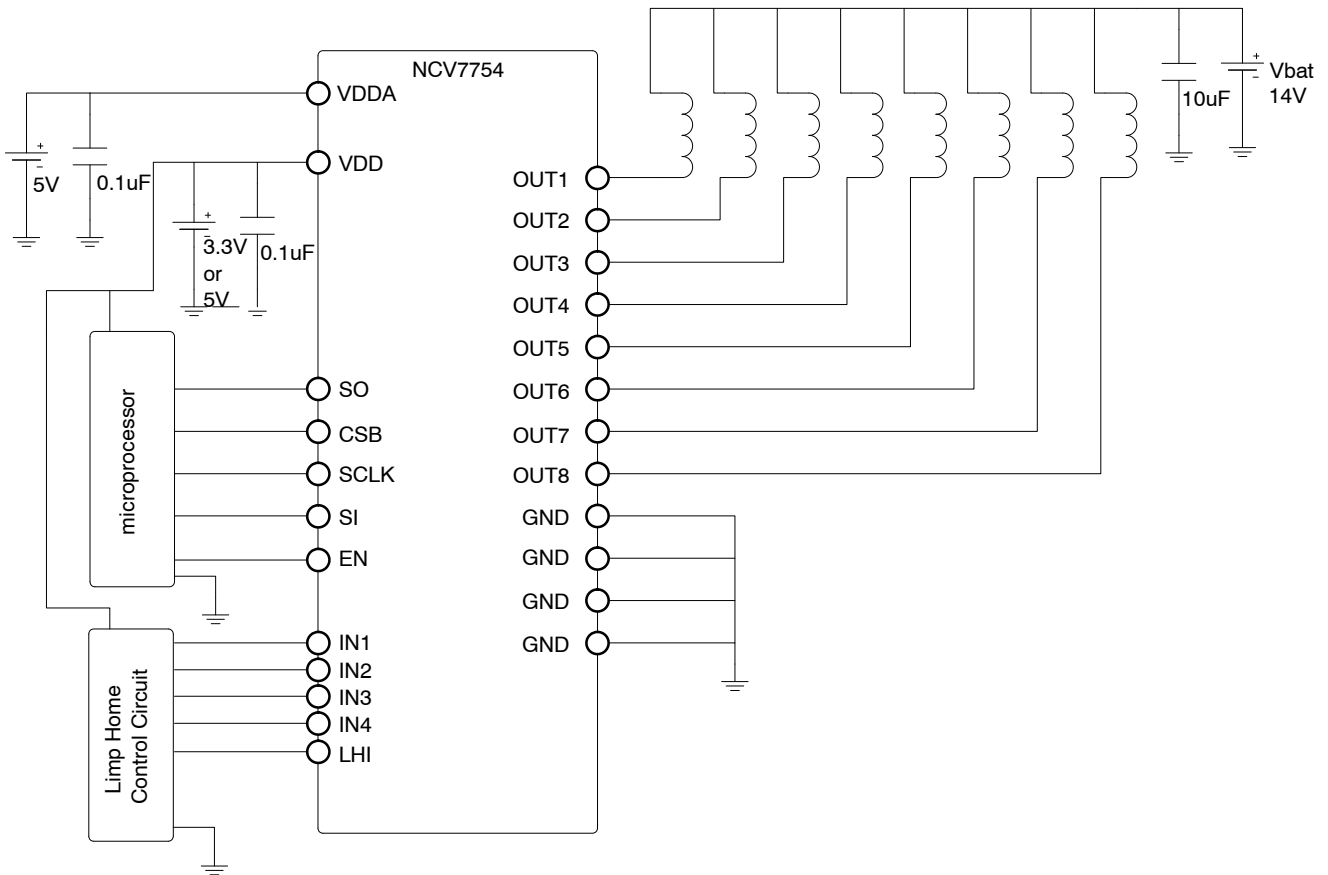 NCV7754
VDDA
VDD
5V
0.1uF
3.3V
or
5V
0.1uF
microprocessor
SO
CSB
SCLK
SI
EN
Limp Home
Control Circuit
IN1
IN2
IN3
IN4
LHI
OUT1
OUT2
OUT3
OUT4
OUT5
OUT6
OUT7
OUT8
GND
GND
GND
GND
10uF
+
-
Vbat
14V
+
-
+
-